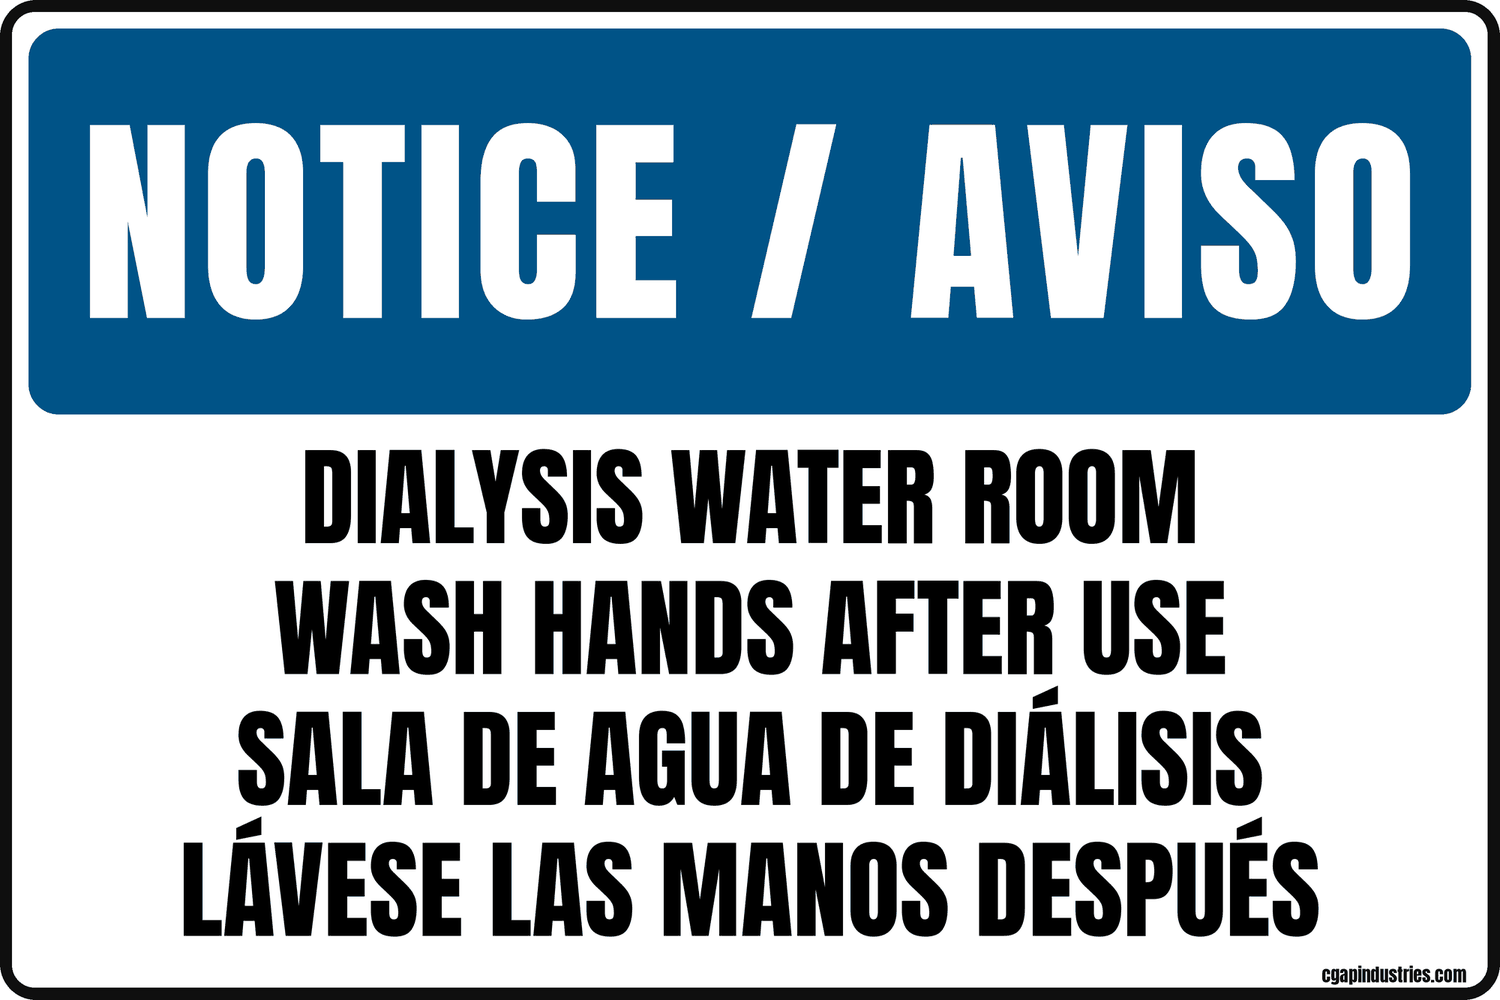 NOTICE / AVISO
DIALYSIS WATER ROOM
WASH HANDS AFTER USE
SALA DE AGUA DE DIÁLISIS
LÁVESE LAS MANOS DESPUÉS
cgapindustries.com